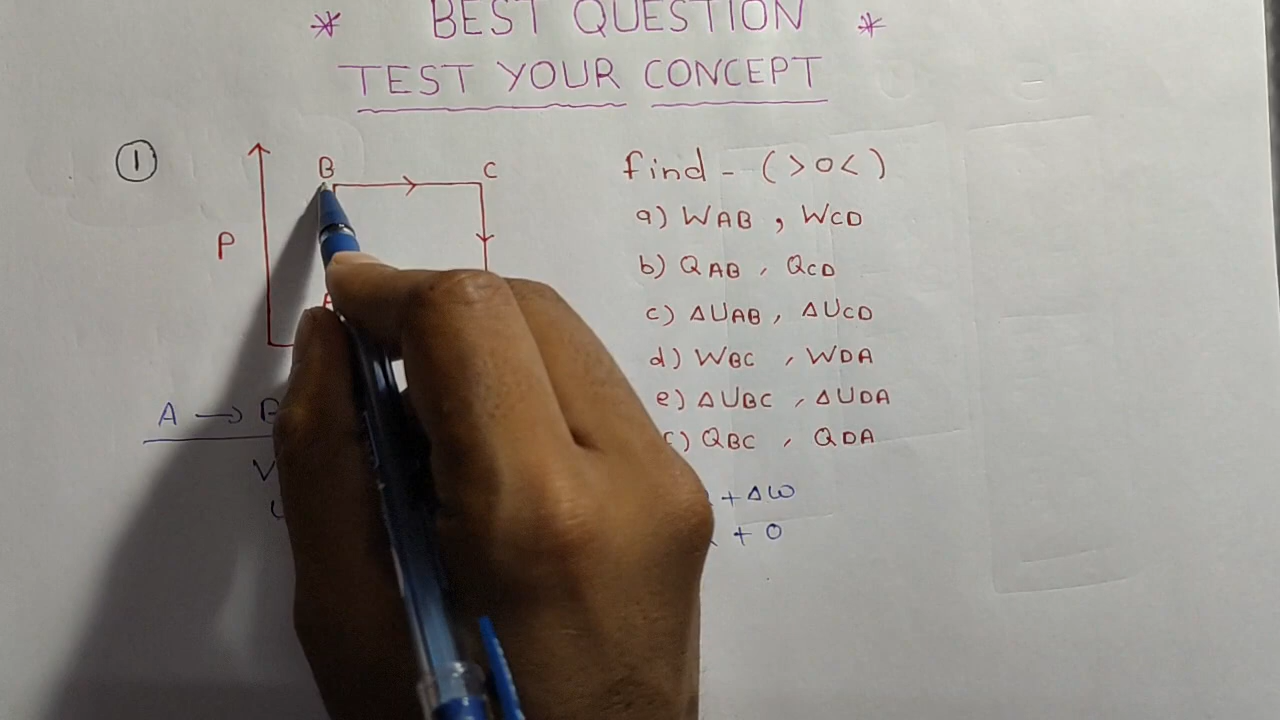 * BEST QUESTION *
TEST YOUR CONCEPT
①
B C
P
find - (>0<)
a) WAB , WCD
b) QAB , QCD
c) ΔUAB , ΔUCD
d) WBC , WDA
e) ΔUBC , ΔUDA
QBC , QDA
A → B
+ ΔW
+ 0